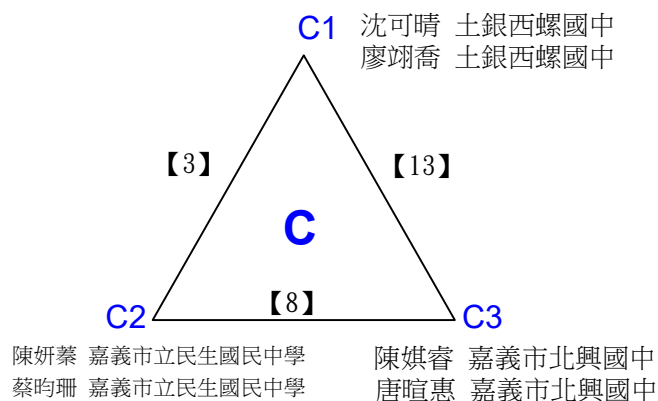 C1
沈可晴 土銀西螺國中
廖翊喬 土銀西螺國中
【3】
【13】
C
【8】
C2
C3
陳妍蓁 嘉義市立民生國民中學
蔡昀珊 嘉義市立民生國民中學
陳娸睿 嘉義市北興國中
唐暄惠 嘉義市北興國中